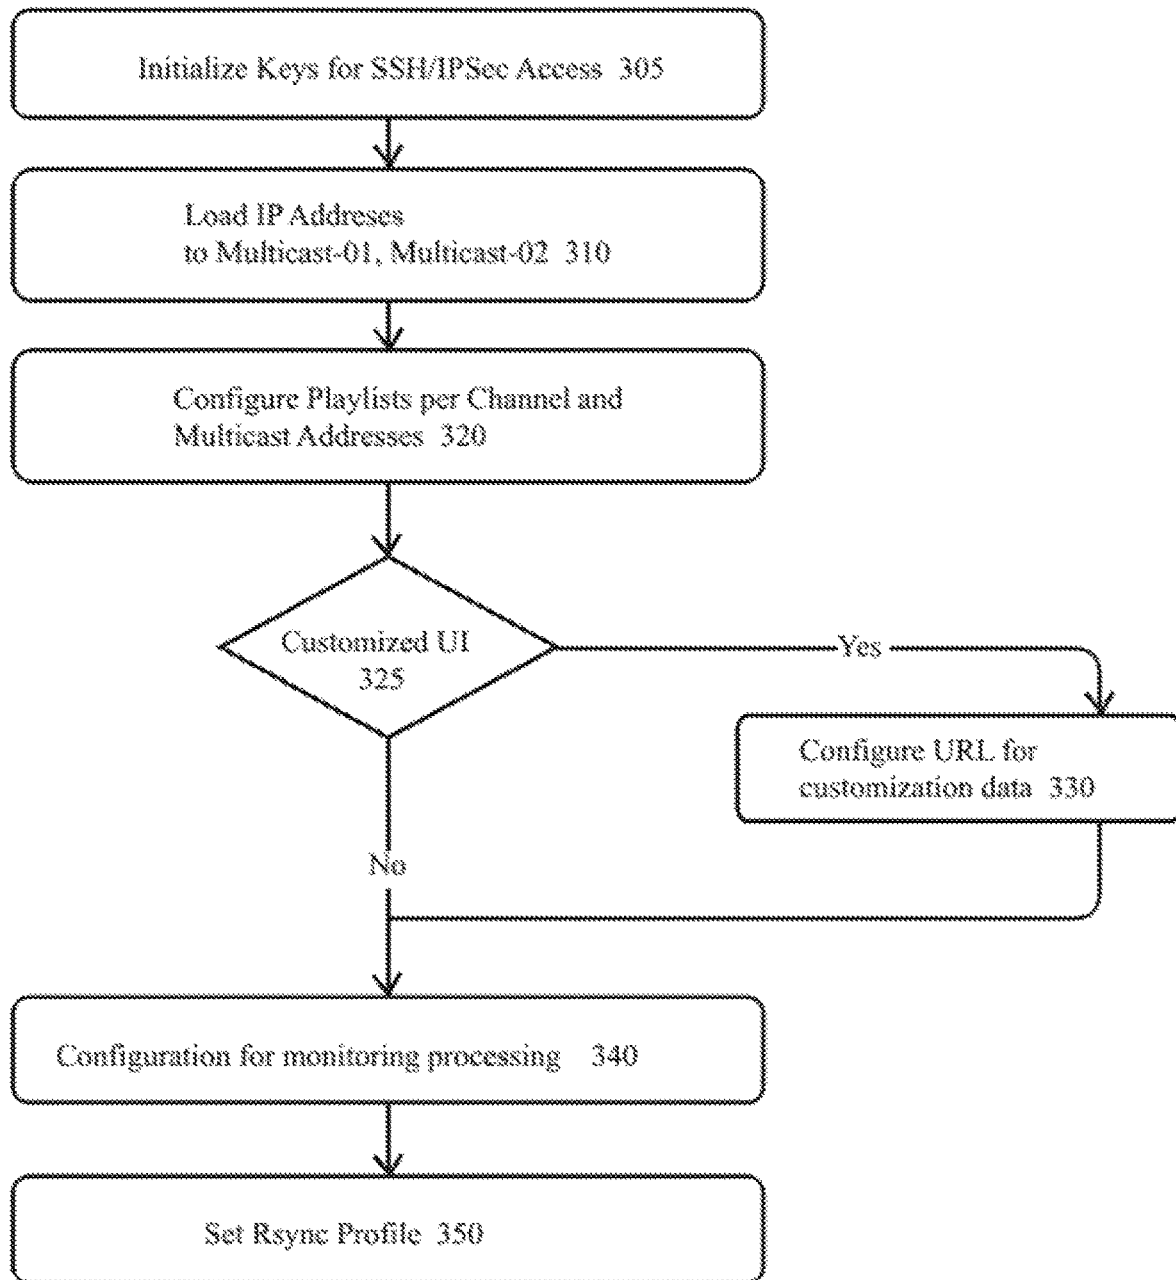 Initialize Keys for SSH/IPSec Access 305
Load IP Addreses
to Multicast-01, Multicast-02 310
Configure Playlists per Channel and
Multicast Addresses 320
Customized UI
325
Yes
Configure URL for
customization data 330
No
Configuration for monitoring processing 340
Set Rsync Profile 350